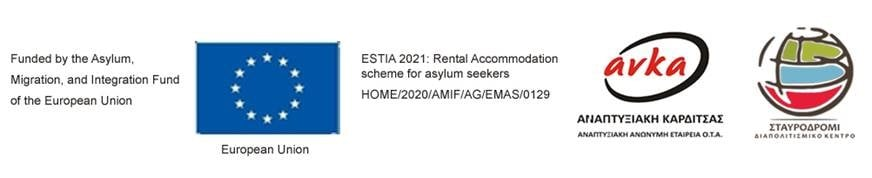 Funded by the Asylum,
Migration, and Integration Fund
of the European Union
European Union
ESTIA 2021: Rental Accommodation
scheme for asylum seekers
HOME/2020/AMIF/AG/EMAS/0129
avka
ΑΝΑΠΤΥΞΙΑΚΗ ΚΑΡΔΙΤΣΑΣ
ΑΝΑΠΤΥΞΙΑΚΗ ΑΝΩΝΥΜΗ ΕΤΑΙΡΕΙΑ Ο.Τ.Α.
ΣΤΑΥΡΟΔΡΟΜΙ
ΔΙΑΠΟΛΙΤΙΣΜΙΚΟ ΚΕΝΤΡΟ